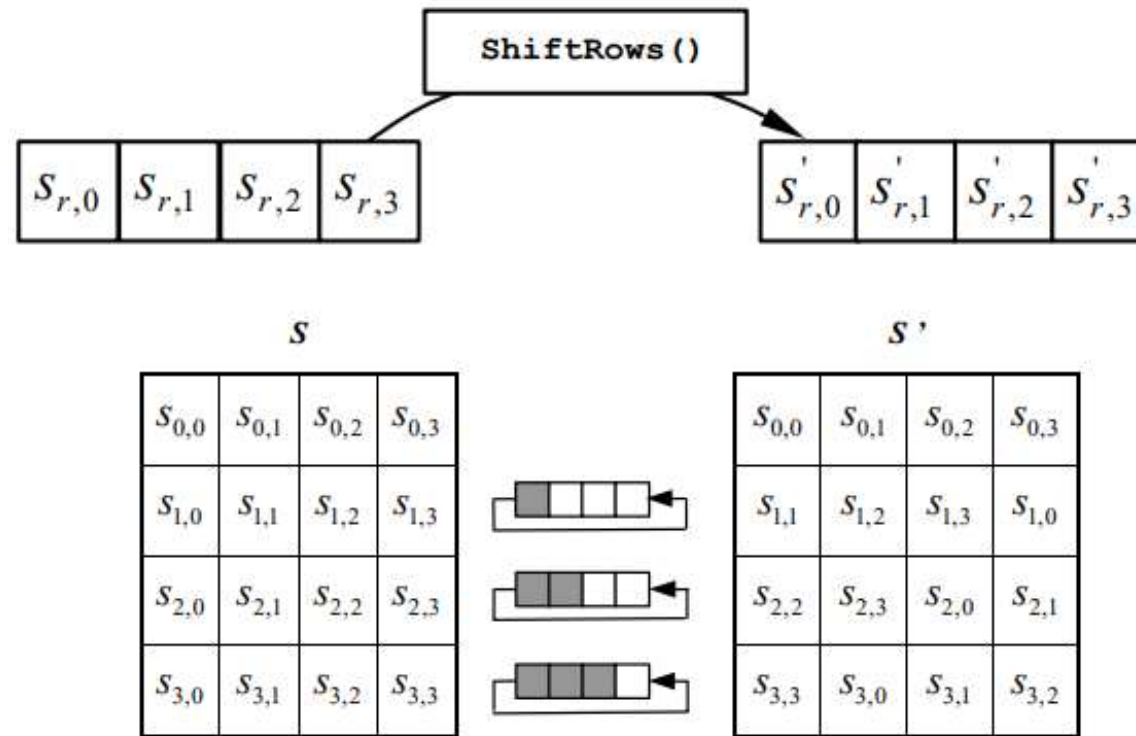 ShiftRows()
S_{r,0} S_{r,1} S_{r,2} S_{r,3} S'_{r,0} S'_{r,1} S'_{r,2} S'_{r,3}
S S'
S_{0,0} S_{0,1} S_{0,2} S_{0,3} S_{0,0} S_{0,1} S_{0,2} S_{0,3}
S_{1,0} S_{1,1} S_{1,2} S_{1,3} S_{1,1} S_{1,2} S_{1,3} S_{1,0}
S_{2,0} S_{2,1} S_{2,2} S_{2,3} S_{2,2} S_{2,3} S_{2,0} S_{2,1}
S_{3,0} S_{3,1} S_{3,2} S_{3,3} S_{3,3} S_{3,0} S_{3,1} S_{3,2}